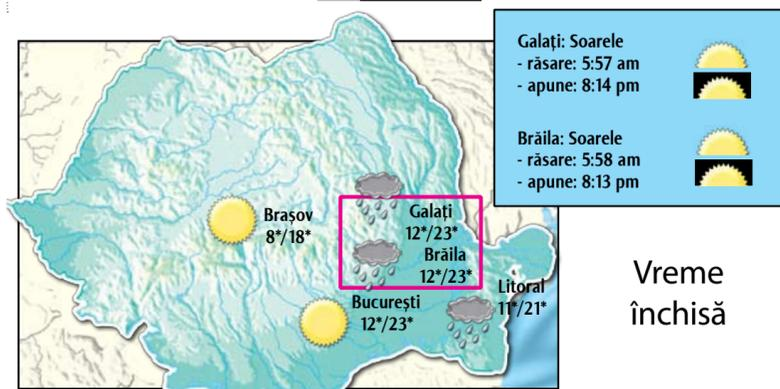 Galați: Soarele
- răsare: 5:57 am
- apune: 8:14 pm
Brăila: Soarele
- răsare: 5:58 am
- apune: 8:13 pm
Brașov
8*/18*
Galați
12*/23*
Brăila
12*/23*
București
12*/23*
Litoral
11*/21*
Vreme
închisă